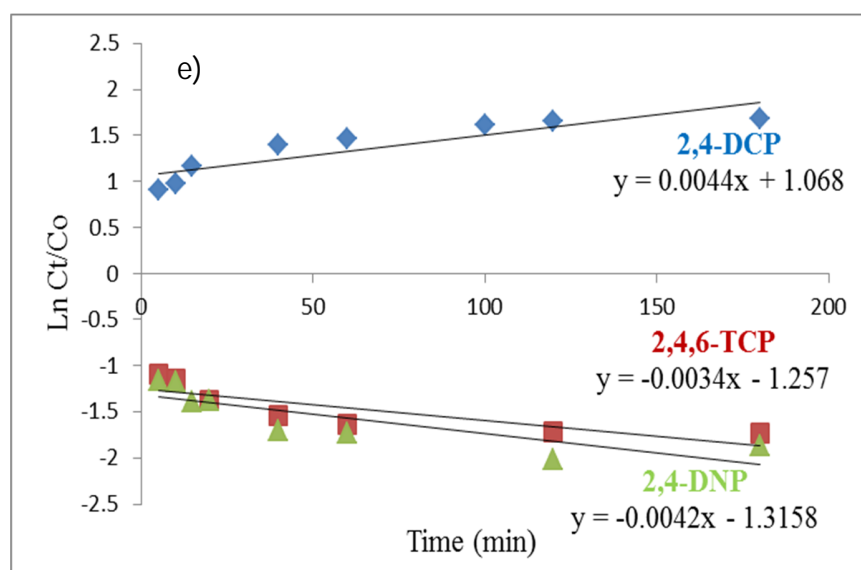 e)
Ln Ct/Co
2.5
2
1.5
1
0.5
0
-0.5
-1
-1.5
-2
-2.5
0
50
100
150
200
2,4-DCP
y = 0.0044x + 1.068
2,4,6-TCP
y = -0.0034x - 1.257
2,4-DNP
y = -0.0042x - 1.3158
Time (min)